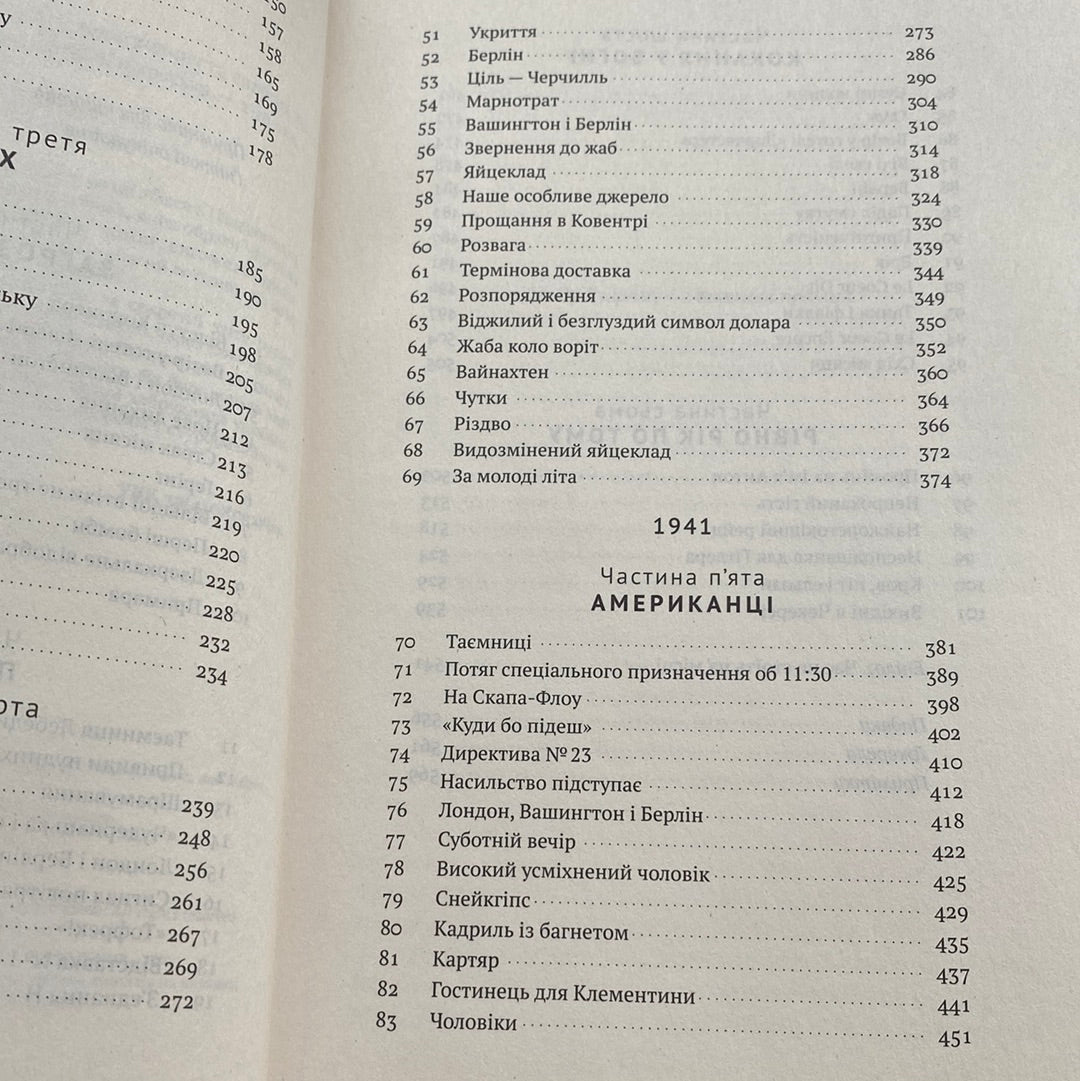 150
у 157
158
165
169
175
178
третя
Х
185
190
ську 195
198
205
207
212
213
216
219
220
225
228
232
234
239
248
256
261
267
269
272
51 Укриття 273
52 Берлін 286
53 Ціль — Черчилль 290
54 Марнотрат 304
55 Вашингтон і Берлін 310
56 Звернення до жаб 314
57 Яйцеклад 318
58 Наше особливе джерело 324
59 Прощання в Ковентрі 330
60 Розвага 339
61 Термінова доставка 344
62 Розпорядження 349
63 Віджилий і безглуздий символ долара 350
64 Жаба коло воріт 352
65 Вайнахтен 360
66 Чутки 364
67 Різдво 366
68 Видозмінений яйцеклад 372
69 За молоді літа 374
1941
Частина п’ята
АМЕРИКАНЦІ
70 Таємниці 381
71 Потяг спеціального призначення об 11:30 389
72 На Скапа-Флоу 398
73 «Куди бо підеш» 402
74 Директива № 23 410
75 Насильство підступає 412
76 Лондон, Вашингтон і Берлін 418
77 Суботній вечір 422
78 Високий усміхнений чоловік 425
79 Снейкгіпс 429
80 Кадриль із багнетом 435
81 Картяр 437
82 Гостинець для Клементини 441
83 Чоловіки 451